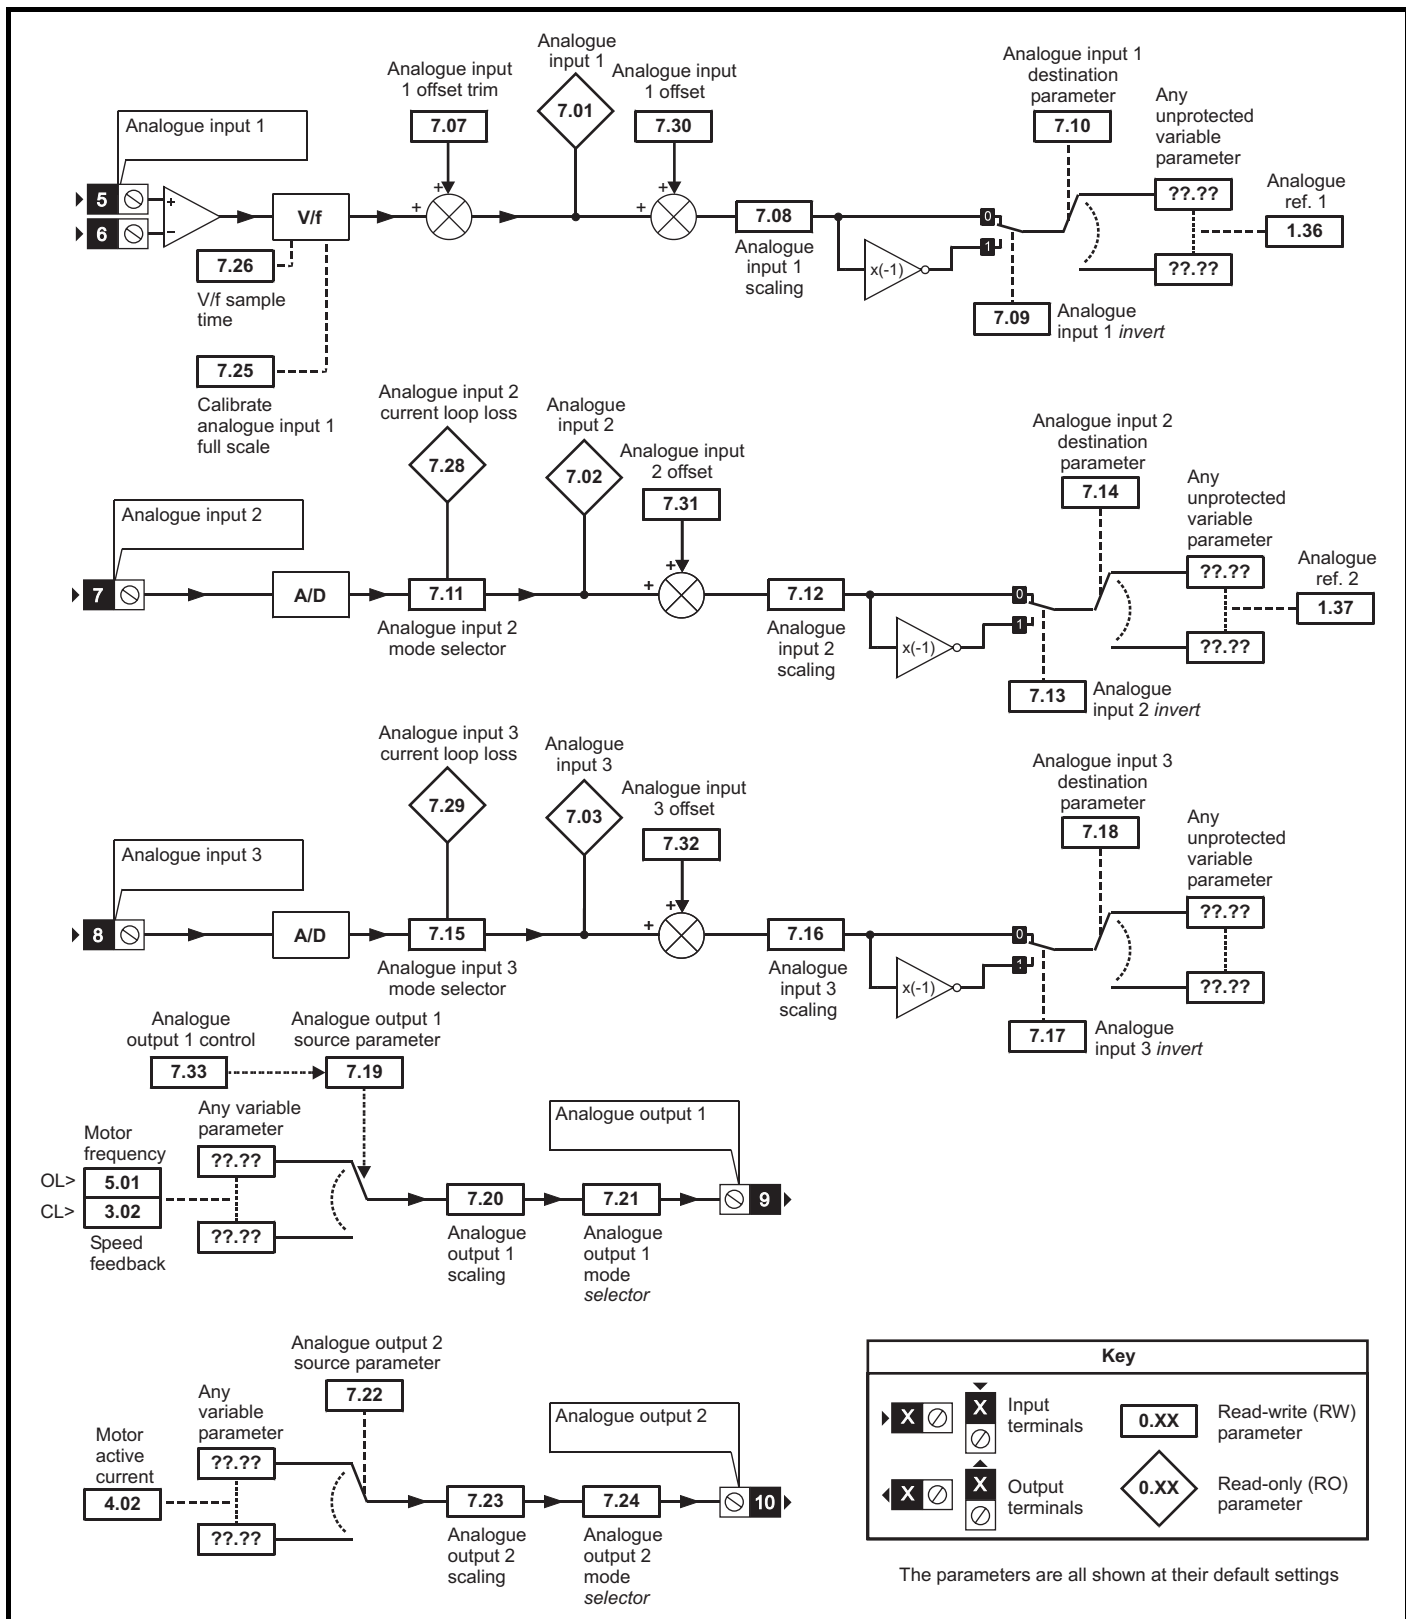 Analogue input
1 offset trim
7.07
Analogue
input 1
7.01
Analogue input
1 offset
7.30
Analogue input 1
destination
parameter
7.10
Any
unprotected
variable
parameter
??.??
??.??
Analogue
ref. 1
1.36
Analogue input 1
5
6
+
−
V/f
+
+
+
+
7.26
V/f sample
time
7.25
Calibrate
analogue input 1
full scale
7.08
Analogue
input 1
scaling
x(-1)
0
1
7.09
Analogue
input 1 invert
Analogue input 2
current loop loss
7.28
Analogue
input 2
7.02
Analogue input
2 offset
7.31
Analogue input 2
destination
parameter
7.14
Any
unprotected
variable
parameter
??.??
??.??
Analogue
ref. 2
1.37
Analogue input 2
7
A/D
7.11
Analogue input 2
mode selector
+
+
7.12
Analogue
input 2
scaling
x(-1)
0
1
7.13
Analogue
input 2 invert
Analogue input 3
current loop loss
7.29
Analogue
input 3
7.03
Analogue input
3 offset
7.32
Analogue input 3
destination
parameter
7.18
Any
unprotected
variable
parameter
??.??
??.??
Analogue input 3
8
A/D
7.15
Analogue input 3
mode selector
+
+
7.16
Analogue
input 3
scaling
x(-1)
0
1
7.17
Analogue
input 3 invert
Analogue
output 1 control
7.33
Analogue output 1
source parameter
7.19
Any variable
parameter
??.??
??.??
Motor
frequency
OL>
5.01
CL>
3.02
Speed
feedback
7.20
Analogue
output 1
scaling
7.21
Analogue
output 1
mode
selector
Analogue output 1
9
Analogue output 2
source parameter
7.22
Any
variable
parameter
??.??
??.??
Motor
active
current
4.02
7.23
Analogue
output 2
scaling
7.24
Analogue
output 2
mode
selector
Analogue output 2
10
Key
X
X
Input
terminals
0.XX
Read-write (RW)
parameter
X
X
Output
terminals
0.XX
Read-only (RO)
parameter
The parameters are all shown at their default settings